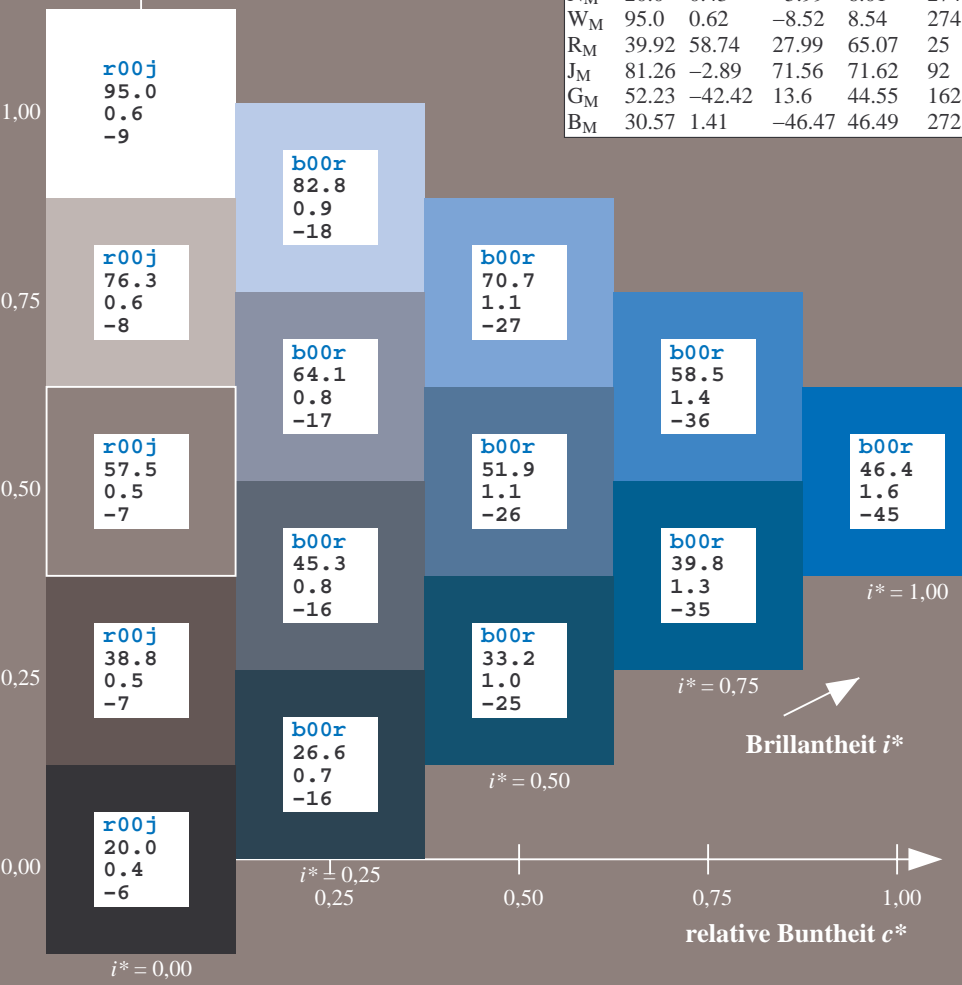 W_M 95.0 0.62 –8.52 8.54 274
R_M 39.92 58.74 27.99 65.07 25
J_M 81.26 –2.89 71.56 71.62 92
G_M 52.23 –42.42 13.6 44.55 162
B_M 30.57 1.41 –46.47 46.49 272
r00j
95.0
0.6
–9
1,00
b00r
82.8
0.9
–18
r00j
76.3
0.6
–8
b00r
70.7
1.1
–27
0,75
b00r
64.1
0.8
–17
b00r
58.5
1.4
–36
r00j
57.5
0.5
–7
b00r
51.9
1.1
–26
b00r
46.4
1.6
–45
0,50
b00r
45.3
0.8
–16
b00r
39.8
1.3
–35
i* = 1,00
r00j
38.8
0.5
–7
b00r
33.2
1.0
–25
0,25
i* = 0,75
b00r
26.6
0.7
–16
Brillantheit i*
i* = 0,50
r00j
20.0
0.4
–6
0,00
i* = 0,25
0,25 0,50 0,75 1,00
relative Buntheit c*
i* = 0,00